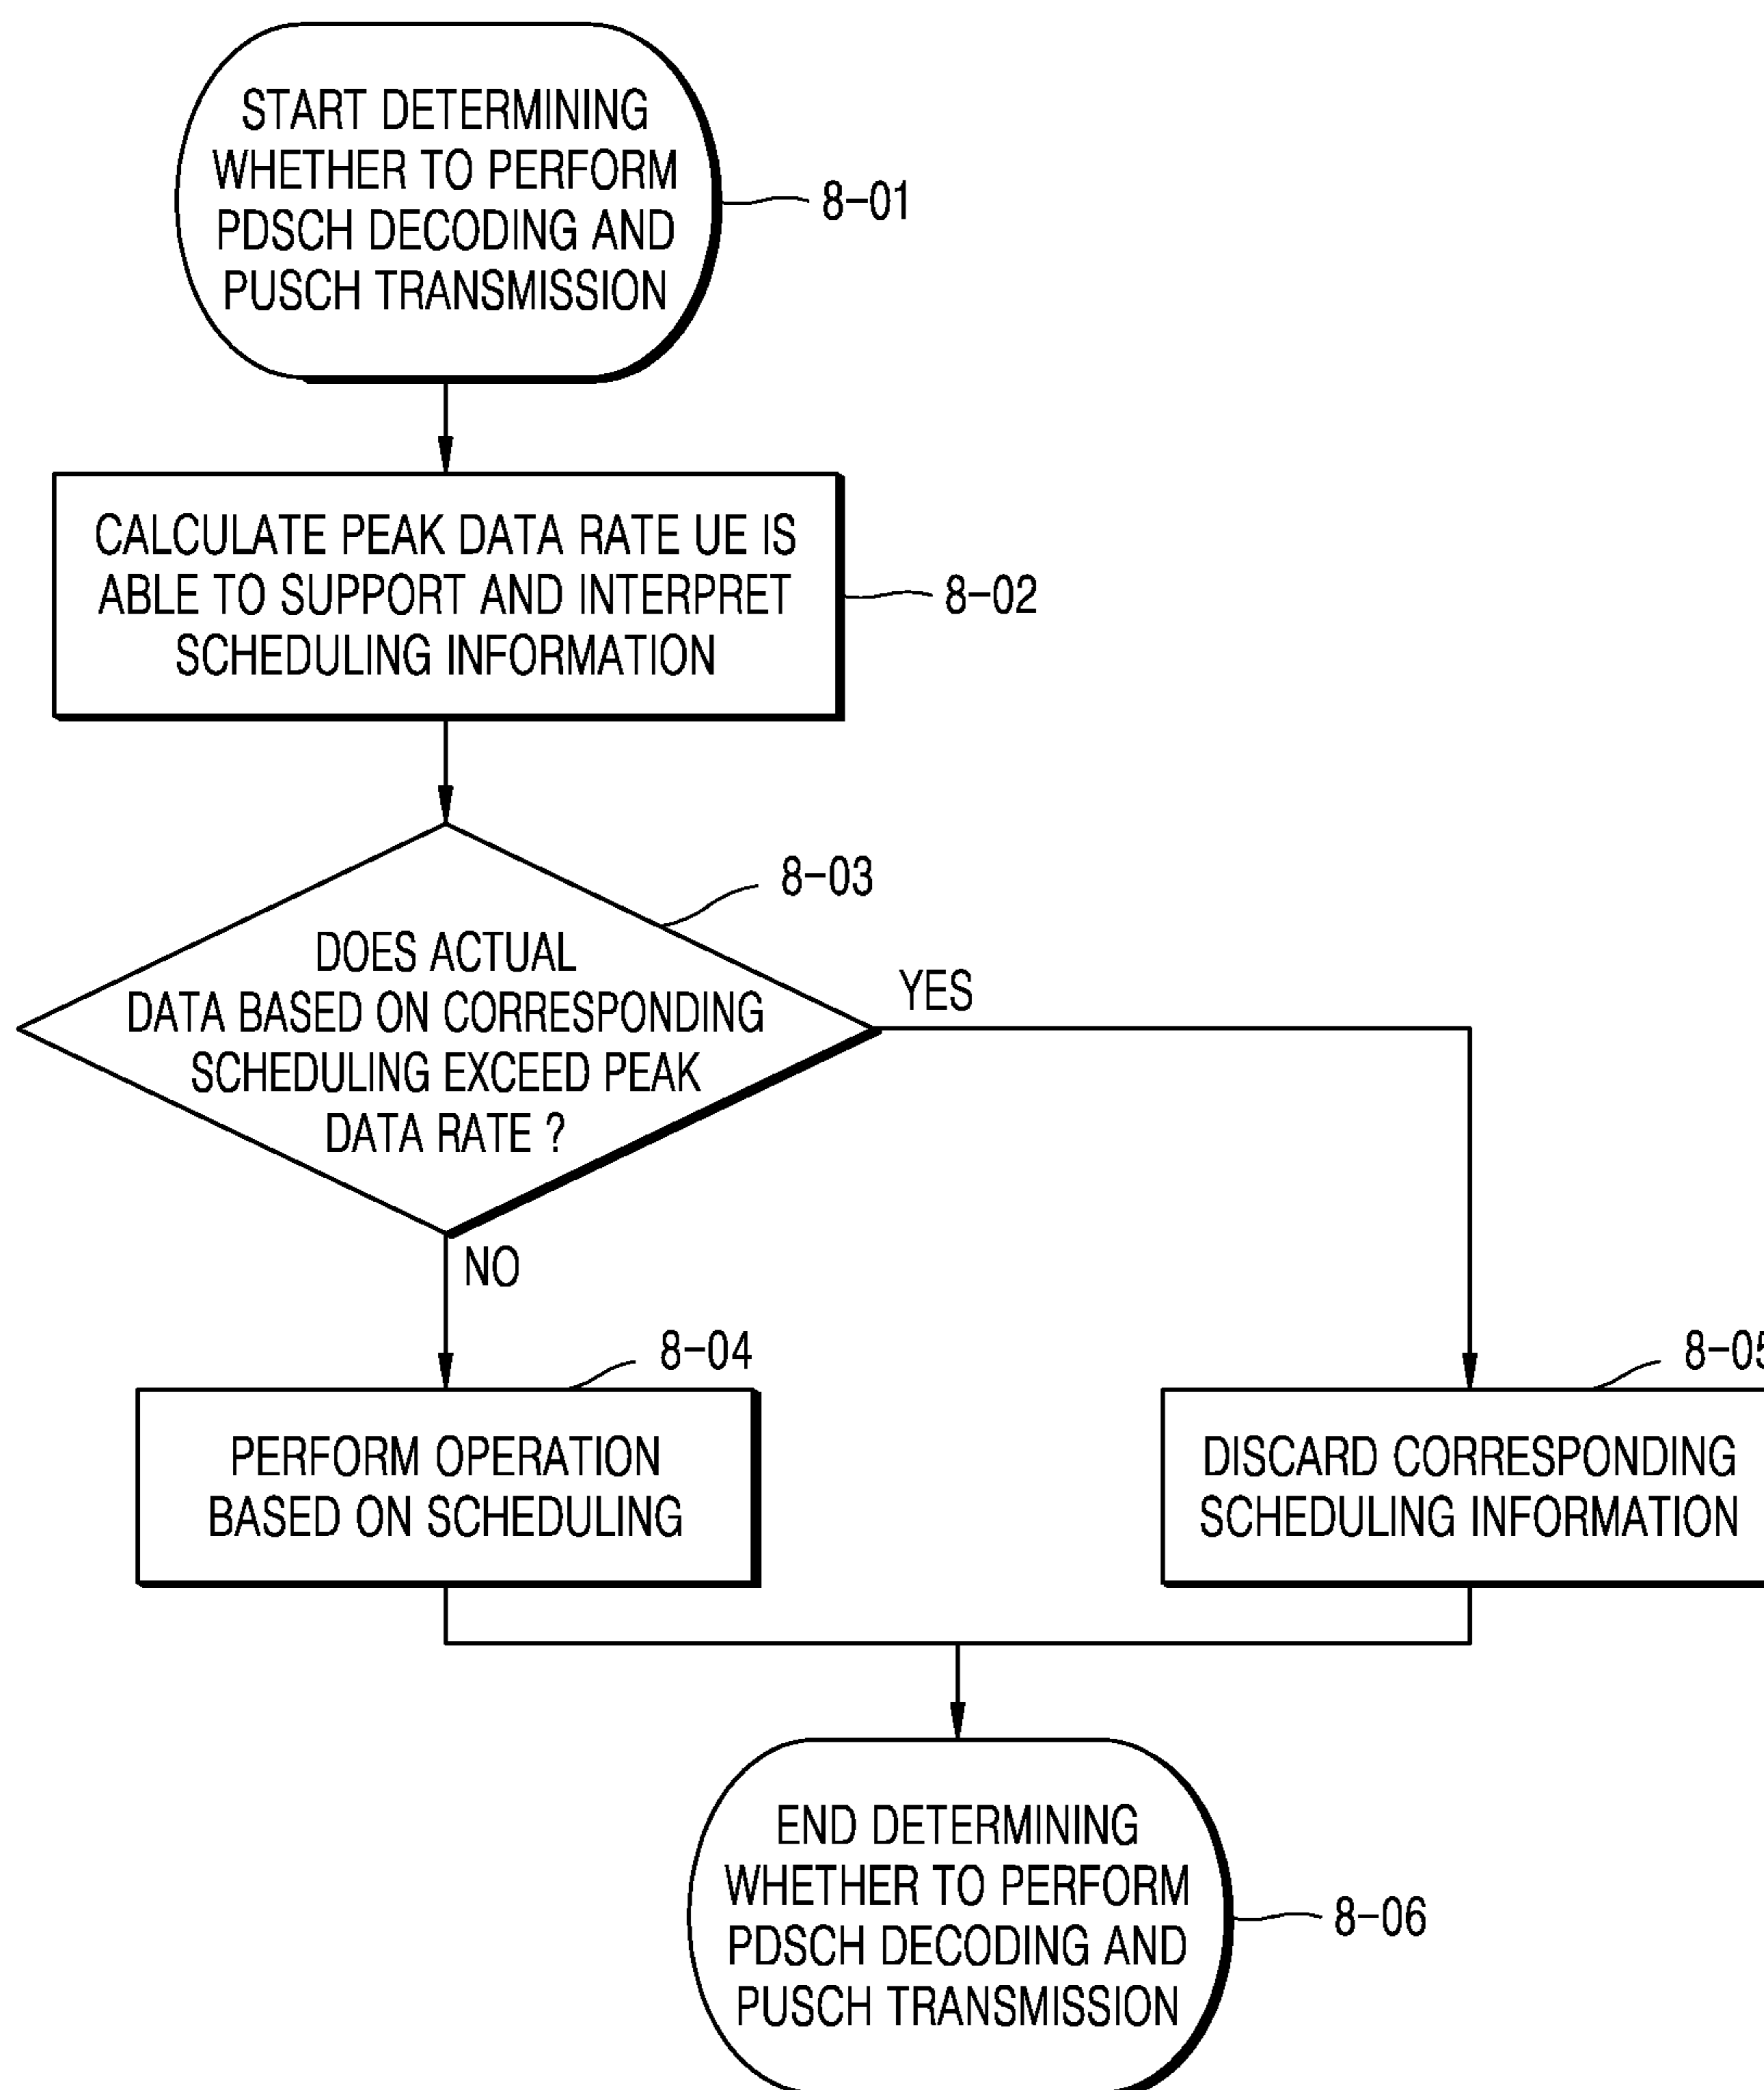 START DETERMINING
WHETHER TO PERFORM
PDSCH DECODING AND
PUSCH TRANSMISSION
8-01
CALCULATE PEAK DATA RATE UE IS
ABLE TO SUPPORT AND INTERPRET
SCHEDULING INFORMATION
8-02
8-03
DOES ACTUAL
DATA BASED ON CORRESPONDING
SCHEDULING EXCEED PEAK
DATA RATE ?
YES
NO
8-04
PERFORM OPERATION
BASED ON SCHEDULING
8-05
DISCARD CORRESPONDING
SCHEDULING INFORMATION
END DETERMINING
WHETHER TO PERFORM
PDSCH DECODING AND
PUSCH TRANSMISSION
8-06